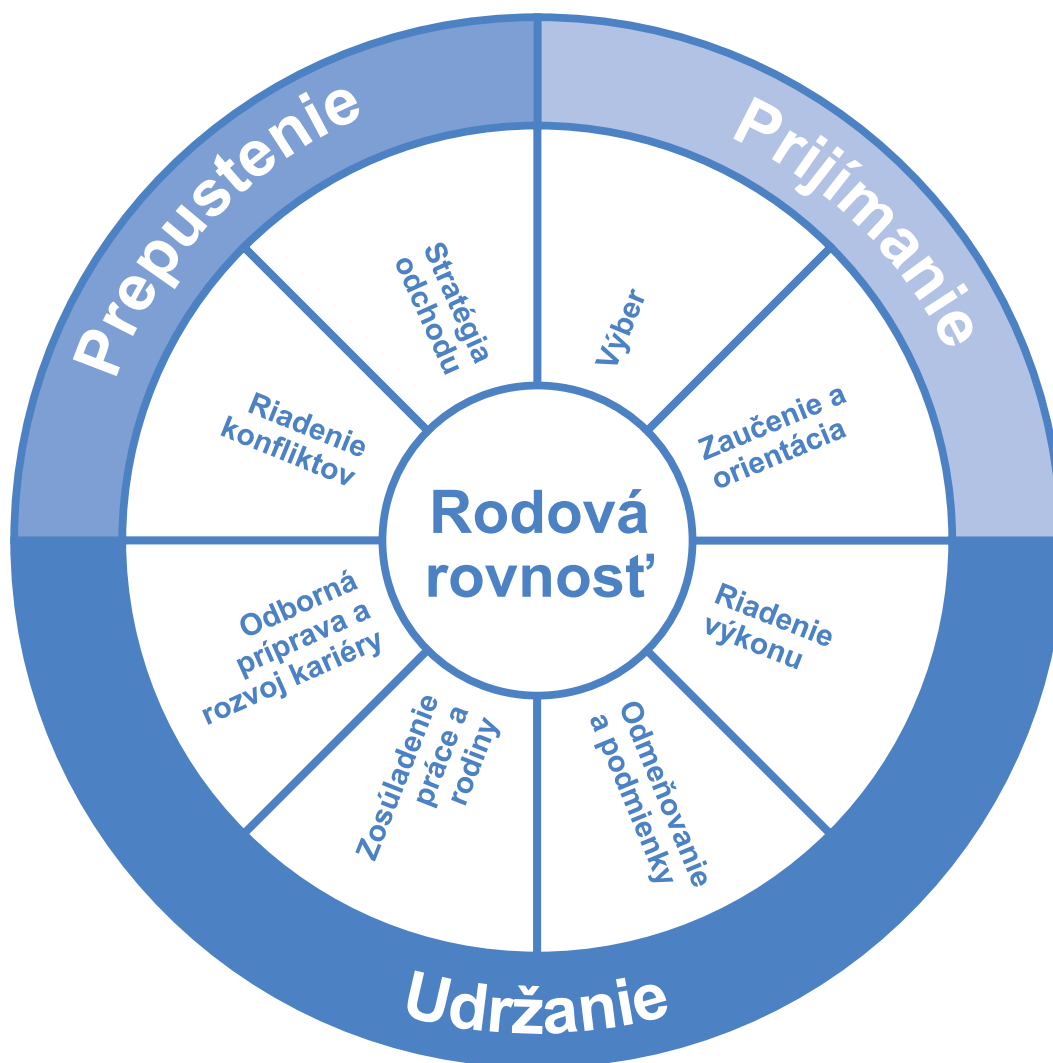 Prepustenie
Prijímanie
Stratégia
odchodu
Výber
Riadenie
konfliktov
Zaučenie a
orientácia
Rodová
rovnosť
Odborná
príprava a
rozvoj kariéry
Riadenie
výkonu
Zosúladenie
práce a
rodiny
Odmeňovanie
a podmienky
Udržanie